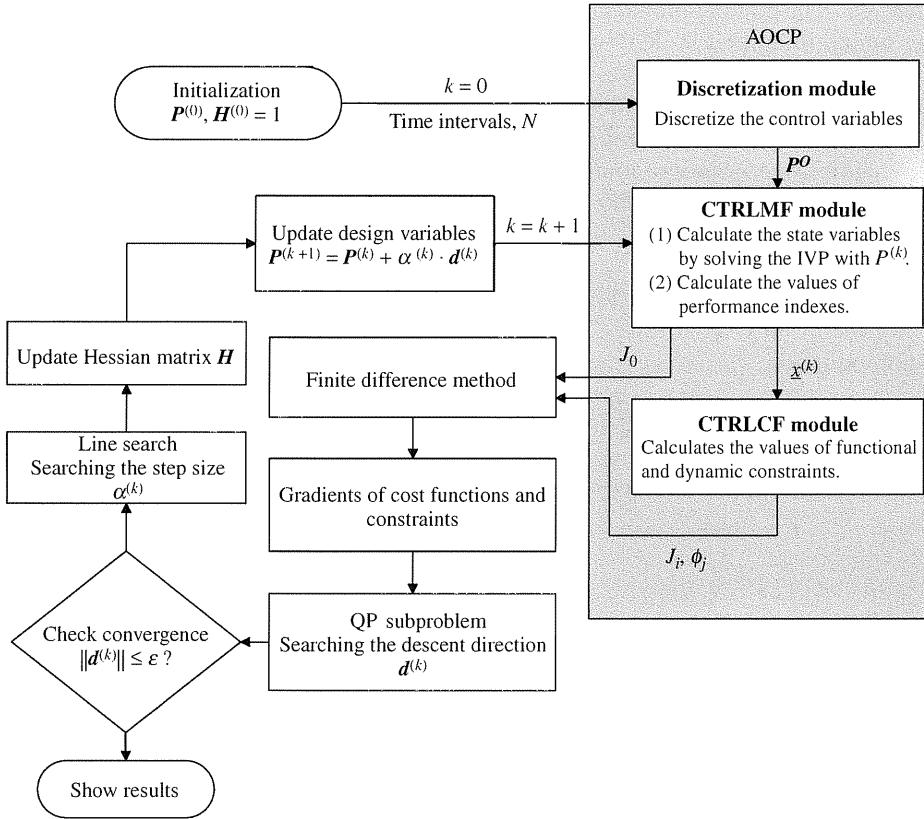 AOCP
Initialization
P^(0), H^(0) = 1
k = 0
Time intervals, N
Discretization module
Discretize the control variables
P^O
Update design variables
P^(k+1) = P^(k) + α^(k) · d^(k)
k = k + 1
CTRLMF module
(1) Calculate the state variables
by solving the IVP with P^(k).
(2) Calculate the values of
performance indexes.
Update Hessian matrix H
Finite difference method
J_0
x^(k)
Line search
Searching the step size
α^(k)
CTRLCF module
Calculates the values of functional
and dynamic constraints.
Gradients of cost functions and
constraints
J_i, ϕ_j
Check convergence
||d^(k)|| ≤ ε ?
QP subproblem
Searching the descent direction
d^(k)
Show results